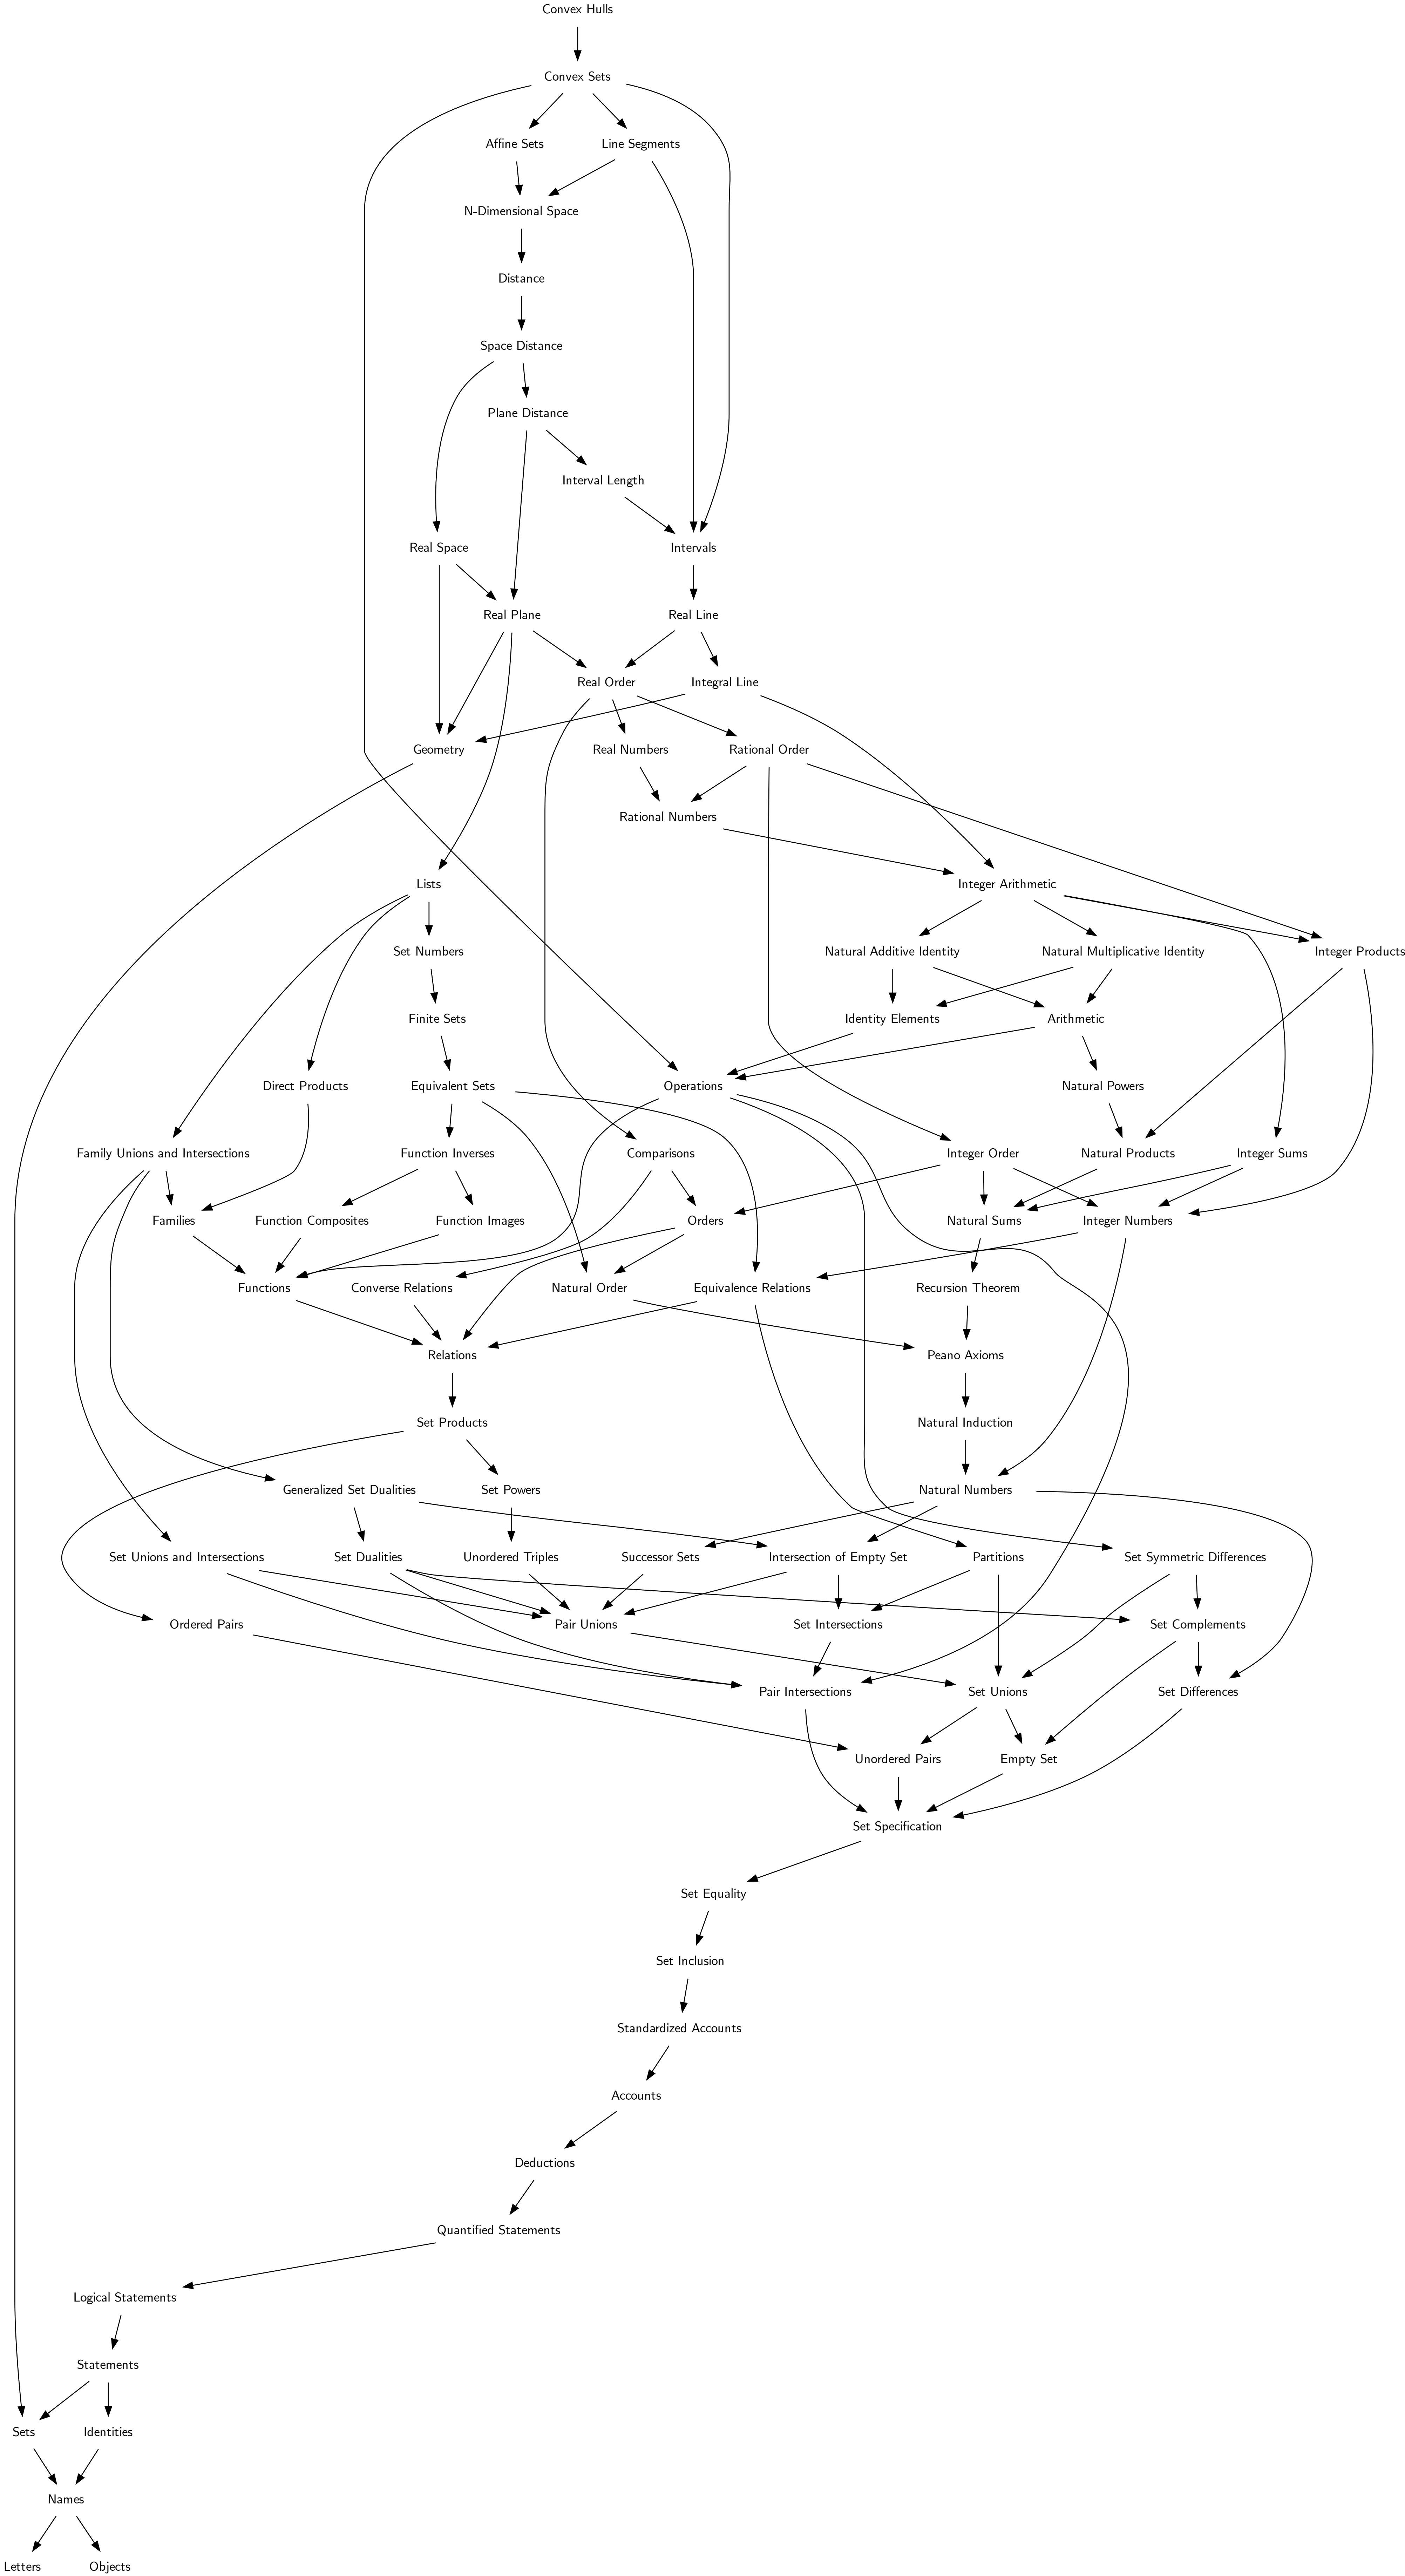 Convex Hulls
Convex Sets
Affine Sets
Line Segments
N-Dimensional Space
Distance
Space Distance
Plane Distance
Interval Length
Real Space
Intervals
Real Plane
Real Line
Real Order
Integral Line
Geometry
Real Numbers
Rational Order
Rational Numbers
Lists
Integer Arithmetic
Set Numbers
Natural Additive Identity
Natural Multiplicative Identity
Integer Products
Finite Sets
Identity Elements
Arithmetic
Direct Products
Equivalent Sets
Operations
Natural Powers
Family Unions and Intersections
Function Inverses
Comparisons
Integer Order
Natural Products
Integer Sums
Families
Function Composites
Function Images
Orders
Natural Sums
Integer Numbers
Functions
Converse Relations
Natural Order
Equivalence Relations
Recursion Theorem
Relations
Peano Axioms
Set Products
Natural Induction
Generalized Set Dualities
Set Powers
Natural Numbers
Set Unions and Intersections
Set Dualities
Unordered Triples
Successor Sets
Intersection of Empty Set
Partitions
Set Symmetric Differences
Ordered Pairs
Pair Unions
Set Intersections
Set Complements
Pair Intersections
Set Unions
Set Differences
Unordered Pairs
Empty Set
Set Specification
Set Equality
Set Inclusion
Standardized Accounts
Accounts
Deductions
Quantified Statements
Logical Statements
Statements
Sets
Identities
Names
Letters
Objects